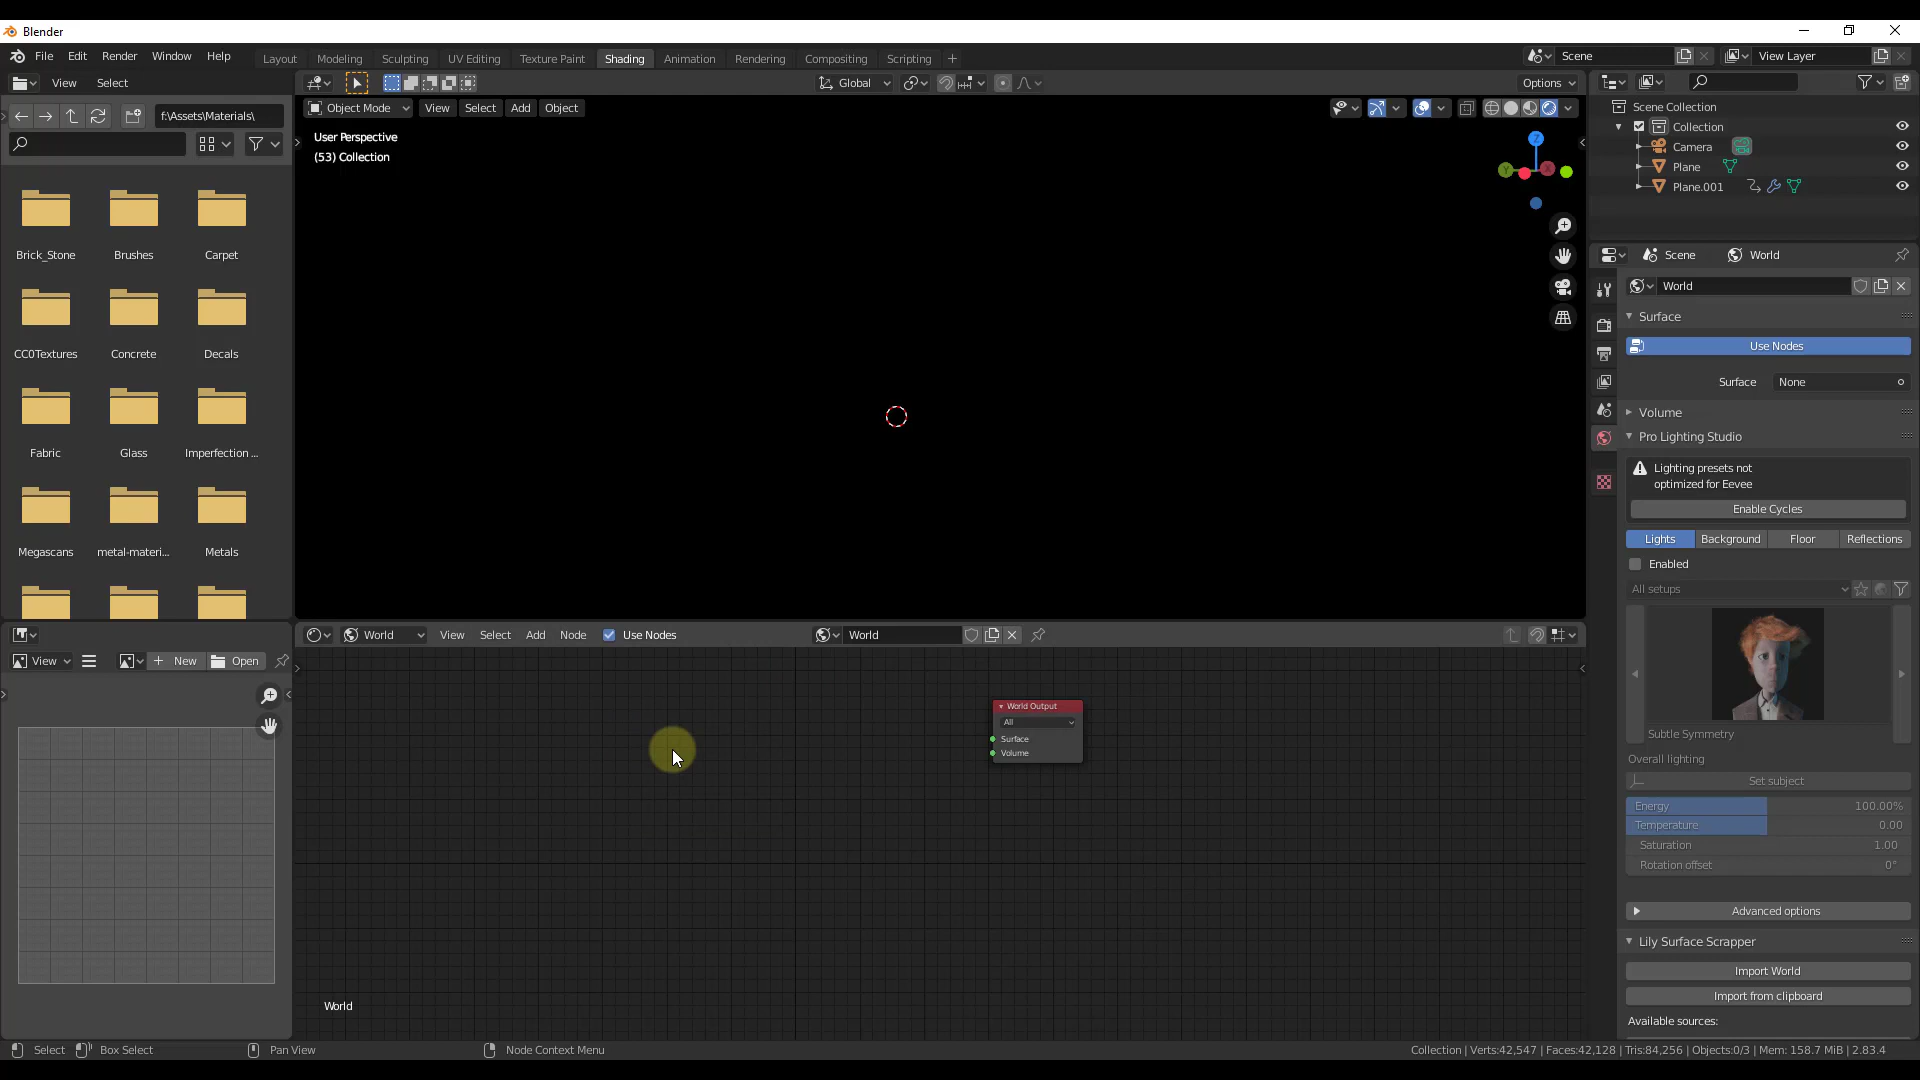 Blender
File Edit Render Window Help
Layout Modeling Sculpting UV Editing Texture Paint Shading Animation Rendering Compositing Scripting +
Scene
View Layer
View Select
Global
Options
f:\Assets\Materials\
Object Mode View Select Add Object
User Perspective
(53) Collection
Z
Y
X
Brick_Stone Brushes Carpet
CC0Textures Concrete Decals
Fabric Glass Imperfection ...
Megascans metal-materi... Metals
Scene Collection
Collection
Camera
Plane
Plane.001
Scene World
World
Surface
Use Nodes
Surface None
Volume
Pro Lighting Studio
Lighting presets not
optimized for Eevee
Enable Cycles
Lights Background Floor Reflections
Enabled
All setups
Subtle Symmetry
Overall lighting
Set subject
Energy 100.00%
Temperature 0.00
Saturation 1.00
Rotation offset 0°
Advanced options
Lily Surface Scrapper
Import World
Import from clipboard
Available sources:
View New Open
World View Select Add Node Use Nodes World
World Output
All
Surface
Volume
World
Select Box Select Pan View Node Context Menu
Collection | Verts:42,547 | Faces:42,128 | Tris:84,256 | Objects:0/3 | Mem: 158.7 MiB | 2.83.4